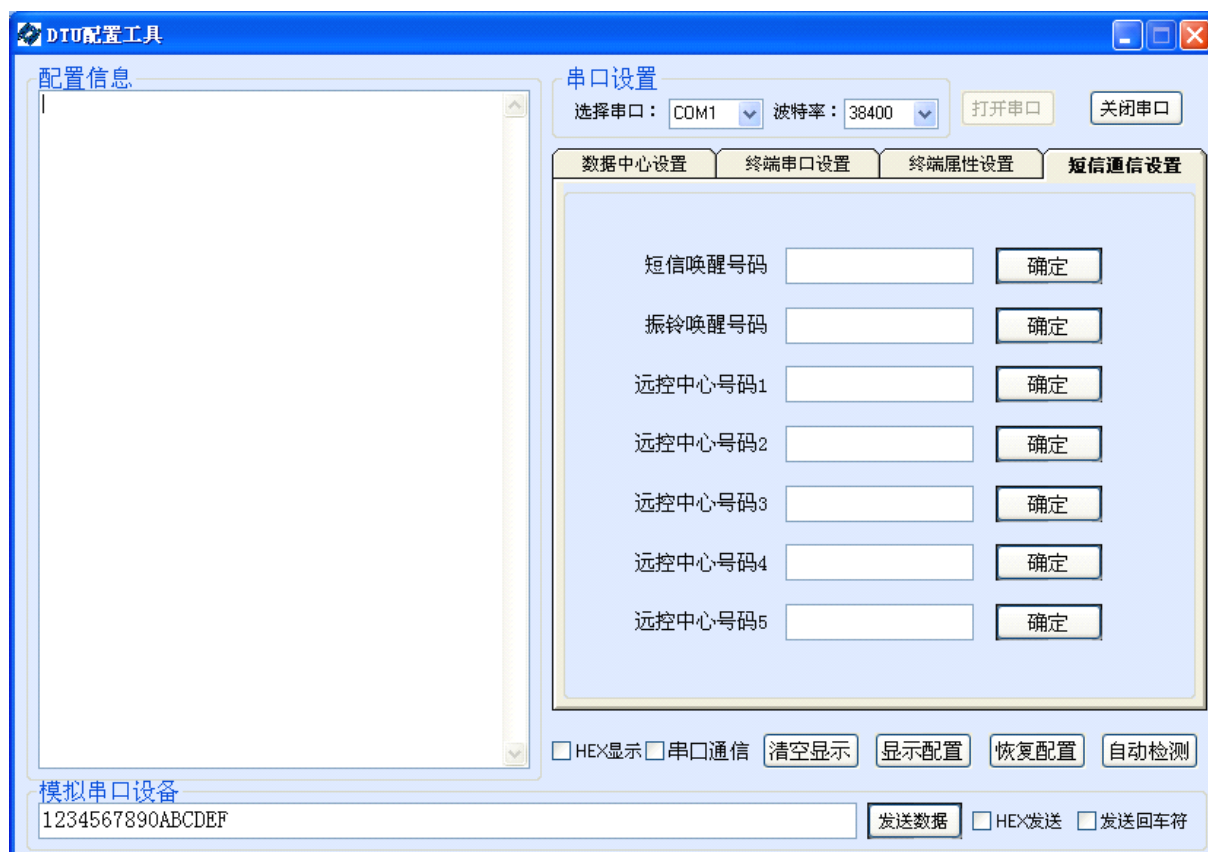 DTU配置工具
配置信息
串口设置
选择串口： COM1 波特率： 38400 打开串口 关闭串口
数据中心设置 终端串口设置 终端属性设置 短信通信设置
短信唤醒号码 确定
振铃唤醒号码 确定
远控中心号码1 确定
远控中心号码2 确定
远控中心号码3 确定
远控中心号码4 确定
远控中心号码5 确定
HEX显示 串口通信 清空显示 显示配置 恢复配置 自动检测
模拟串口设备
1234567890ABCDEF 发送数据 HEX发送 发送回车符